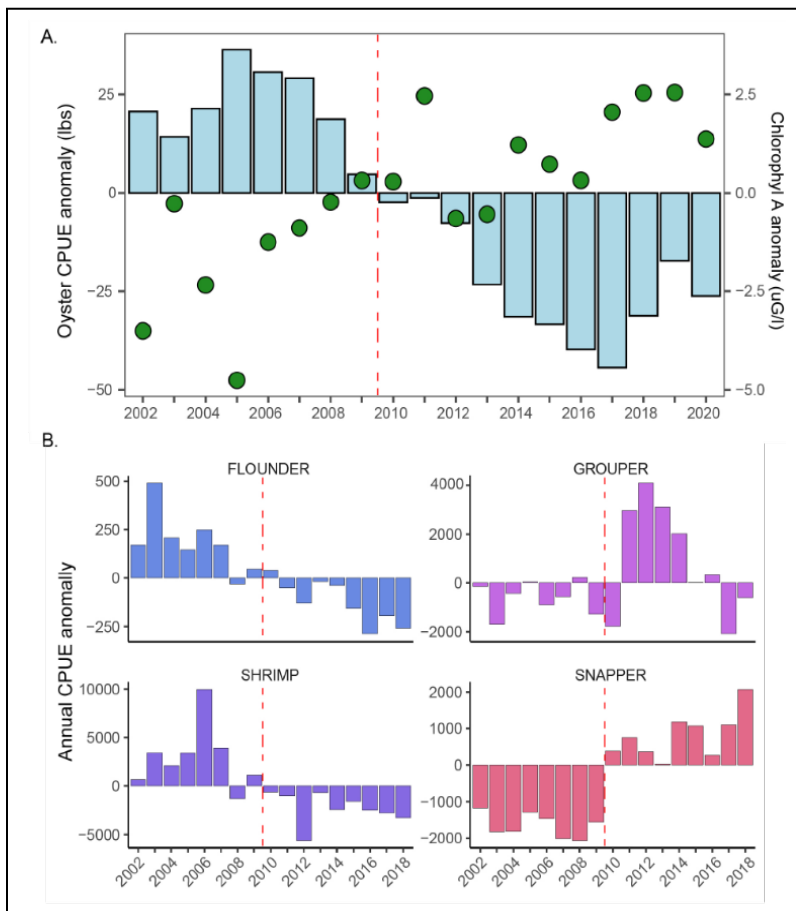 A.
Oyster CPUE anomaly (lbs)
25
0
−25
−50
2.5
0.0
−2.5
−5.0
Chlorophyl A anomaly
(uG/l)
2002 2004 2006 2008 2010 2012 2014 2016 2018 2020
B.
Annual CPUE anomally
FLOUNDER
500
250
0
−250
GROUPER
4000
2000
0
−2000
SHRIMP
10000
5000
0
−5000
2002 2004 2006 2008 2010 2012 2014 2016 2018
SNAPPER
2000
1000
0
−1000
−2000
2002 2004 2006 2008 2010 2012 2014 2016 2018